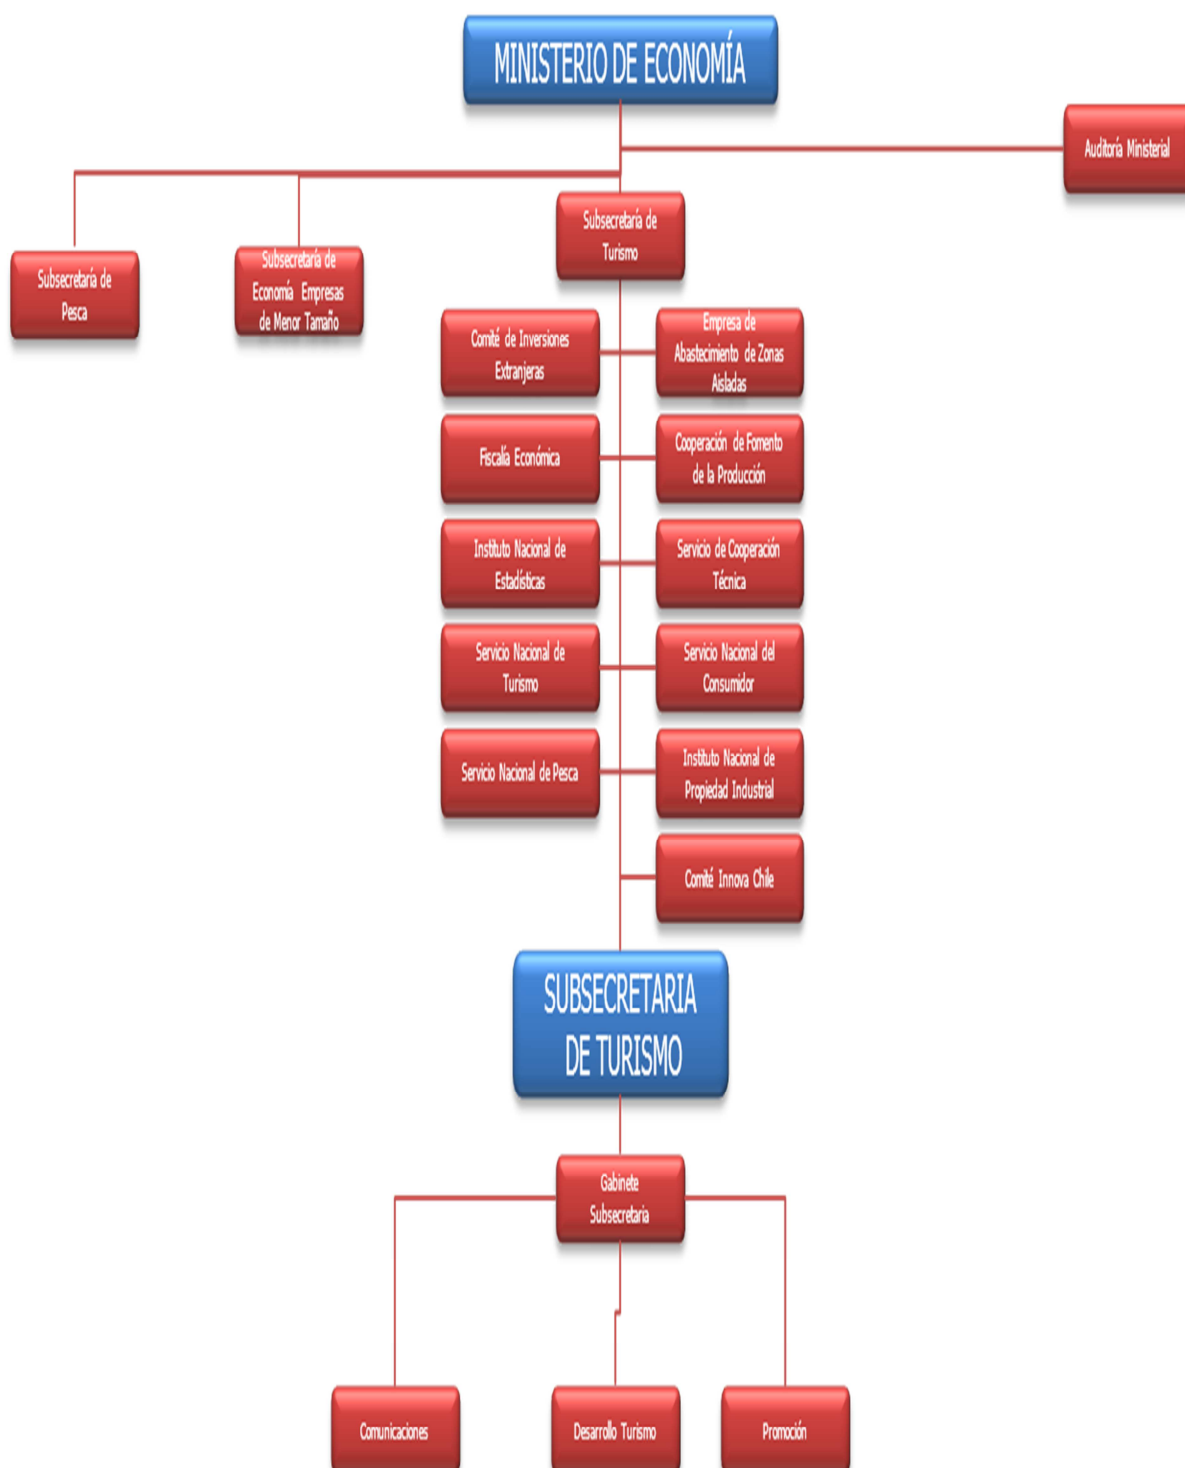 MINISTERIO DE ECONOMÍA
Auditoría Ministerial
Subsecretaría de
Turismo
Subsecretaría de
Pesca
Subsecretaría de
Economía Empresas
de Menor Tamaño
Comité de Inversiones
Extranjeras
Empresa de
Abastecimiento de Zonas
Aisladas
Fiscalía Económica
Cooperación de Fomento
de la Producción
Instituto Nacional de
Estadísticas
Servicio de Cooperación
Técnica
Servicio Nacional de
Turismo
Servicio Nacional del
Consumidor
Servicio Nacional de Pesca
Instituto Nacional de
Propiedad Industrial
Comité Innova Chile
SUBSECRETARIA
DE TURISMO
Gabinete
Subsecretaria
Comunicaciones
Desarrollo Turismo
Promoción